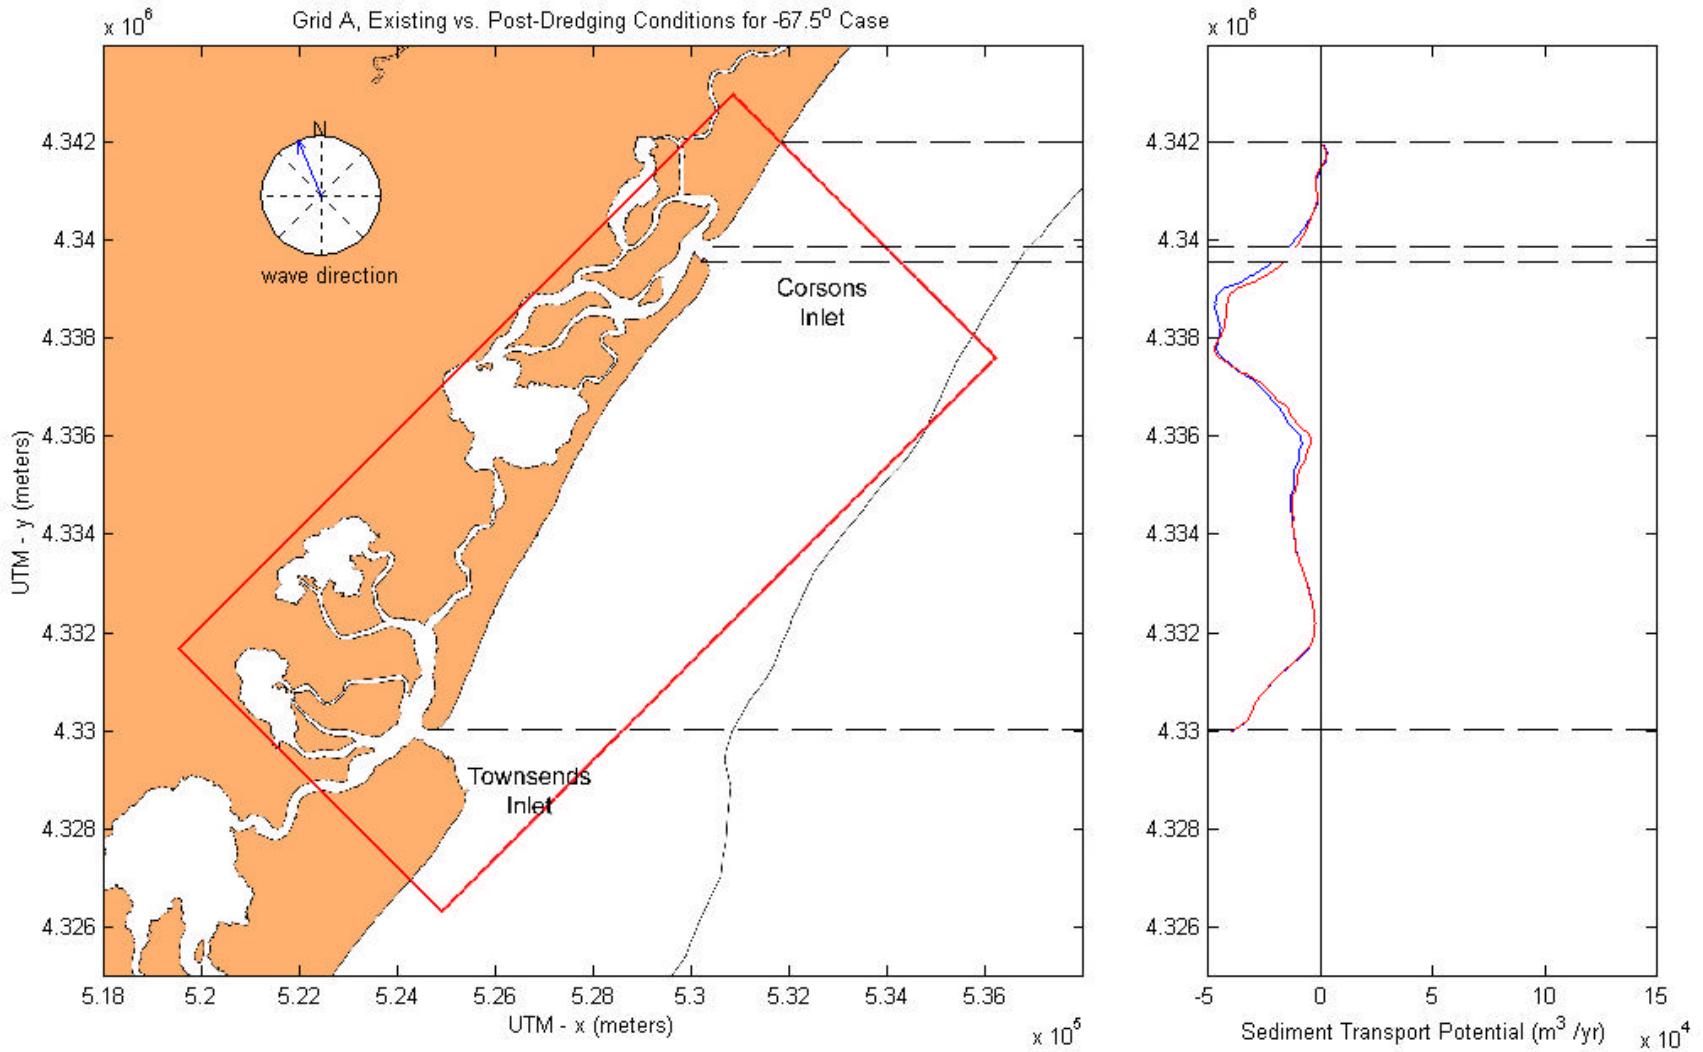 Grid A, Existing vs. Post-Dredging Conditions for -67.5° Case
x 10⁶
x 10⁶
N
wave direction
Corsons
Inlet
Townsends
Inlet
4.342
4.34
4.338
4.336
4.334
4.332
4.33
4.328
4.326
UTM - y (meters)
5.18 5.2 5.22 5.24 5.26 5.28 5.3 5.32 5.34 5.36
UTM - x (meters)
x 10⁵
4.342
4.34
4.338
4.336
4.334
4.332
4.33
4.328
4.326
-5 0 5 10 15
Sediment Transport Potential (m³ /yr)
x 10⁴